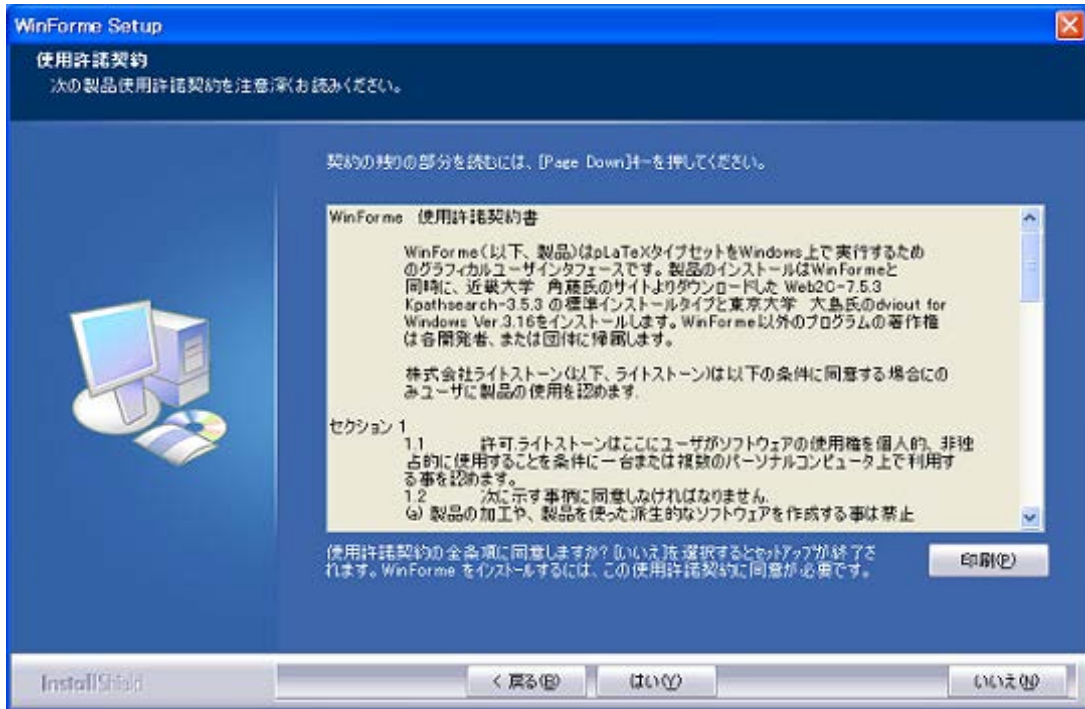 WinForme Setup
使用許諾契約
次の製品使用許諾契約を注意深くお読みください。
契約の残りの部分を読むには、[Page Down]キーを押してください。
WinForme 使用許諾契約書
WinForme(以下、製品)はpLaTeXタイプセットをWindows上で実行するため
のグラフィカルユーザインタフェースです。製品のインストールはWinFormeと
同時に、近畿大学 角藤氏のサイトよりダウンロードした Web2C-7.5.3
Kpathsearch-3.5.3 の標準インストールタイプと東京大学 大島氏のdviout for
Windows Ver.3.16をインストールします。WinForme以外のプログラムの著作権
は各開発者、または団体に帰属します。
株式会社ライトストーン(以下、ライトストーン)は以下の条件に同意する場合にの
みユーザに製品の使用を認めます.
セクション 1
1.1 許可.ライトストーンはここにユーザがソフトウェアの使用権を個人的、非独
占的に使用することを条件に一台または複数のパーソナルコンピュータ上で利用す
る事を認めます。
1.2 次に示す事柄に同意しなければなりません.
(a) 製品の加工や、製品を使った派生的なソフトウェアを作成する事は禁止
使用許諾契約の全条項に同意しますか? [いいえ]を選択するとセットアップが終了さ
れます。WinForme をインストールするには、この使用許諾契約に同意が必要です。
印刷(P)
InstallShield
< 戻る(B)
はい(Y)
いいえ(N)